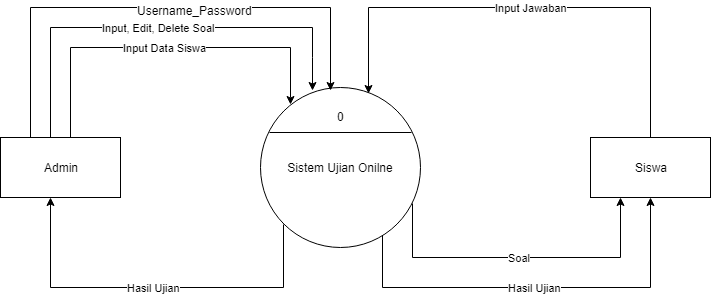 Username_Password
Input, Edit, Delete Soal
Input Data Siswa
Input Jawaban
0
Admin
Sistem Ujian Onilne
Siswa
Soal
Hasil Ujian
Hasil Ujian